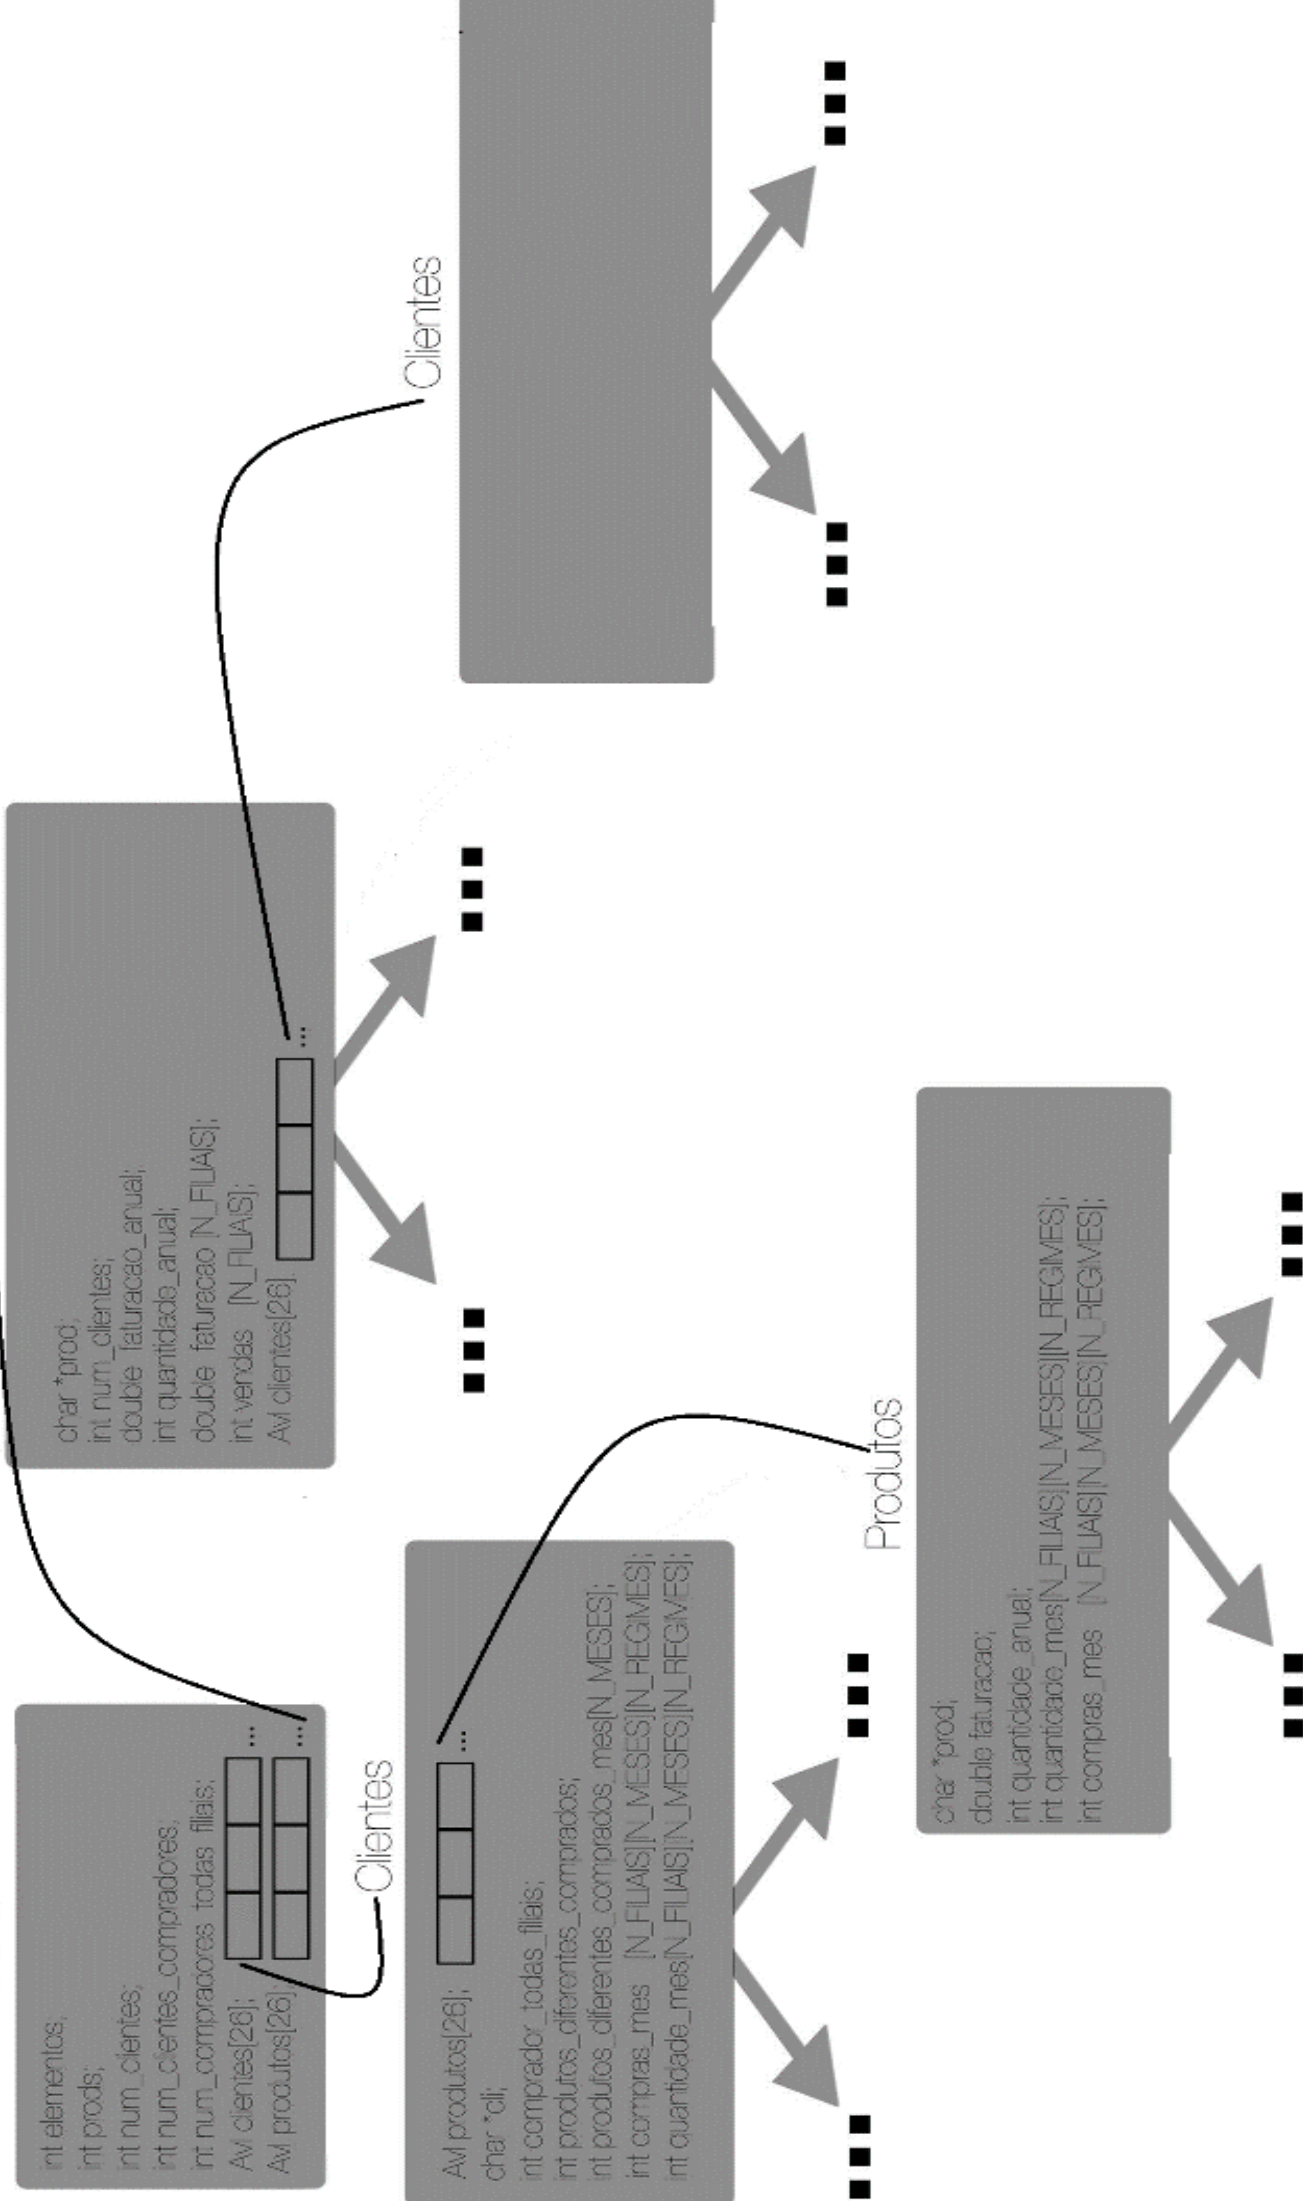 int elementos;
int prods;
int num_clientes;
int num_clientes_compradores;
int num_compradores_todas_filiais;
Avl clientes[26]; ...
Avl produtos[26]; ...
Clientes
Avl produtos[26]; ...
char *cli;
int comprador_todas_filiais;
int produtos_diferentes_comprados;
int produtos_diferentes_comprados_mes[N_MESES];
int compras_mes [N_FILIAIS][N_MESES][N_REGIMES];
int quantidade_mes[N_FILIAIS][N_MESES][N_REGIMES];
char *prod;
int num_clientes;
double faturacao_anual;
int quantidade_anual;
double faturacao [N_FILIAIS];
int vendas [N_FILIAIS];
Avl clientes[26]. ...
Produtos
char *prod;
double faturacao;
int quantidade_anual;
int quantidade_mes[N_FILIAIS][N_MESES][N_REGIMES];
int compras_mes [N_FILIAIS][N_MESES][N_REGIMES];
Clientes